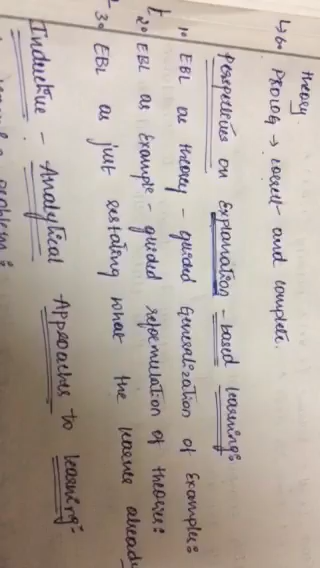 theory.
↳ 6. PROLOG → correct and complete.
Perspectives on Explanation - based learning:
1. EBL as theory - guided Generalization of Examples:
2. EBL as Example - guided reformulation of theories:
3. EBL as just restating what the learner already
Inductive - Analytical Approaches to learning:-